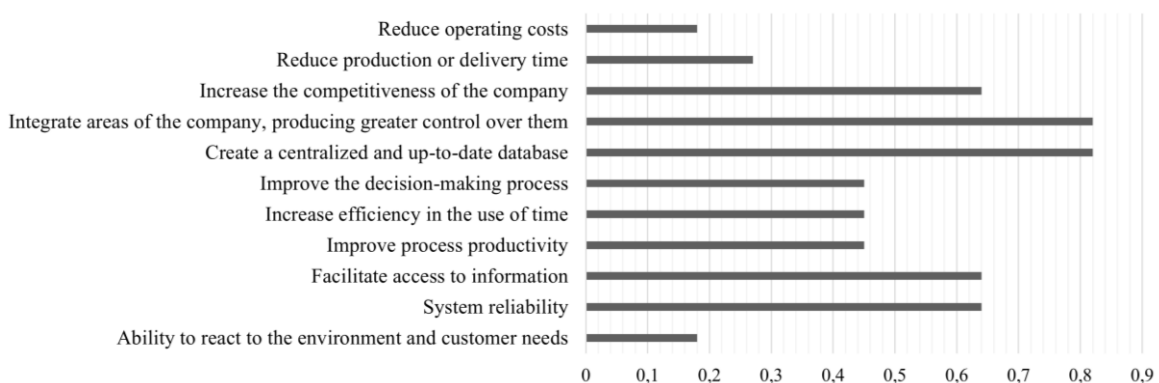 Reduce operating costs
Reduce production or delivery time
Increase the competitiveness of the company
Integrate areas of the company, producing greater control over them
Create a centralized and up-to-date database
Improve the decision-making process
Increase efficiency in the use of time
Improve process productivity
Facilitate access to information
System reliability
Ability to react to the environment and customer needs
0 0,1 0,2 0,3 0,4 0,5 0,6 0,7 0,8 0,9